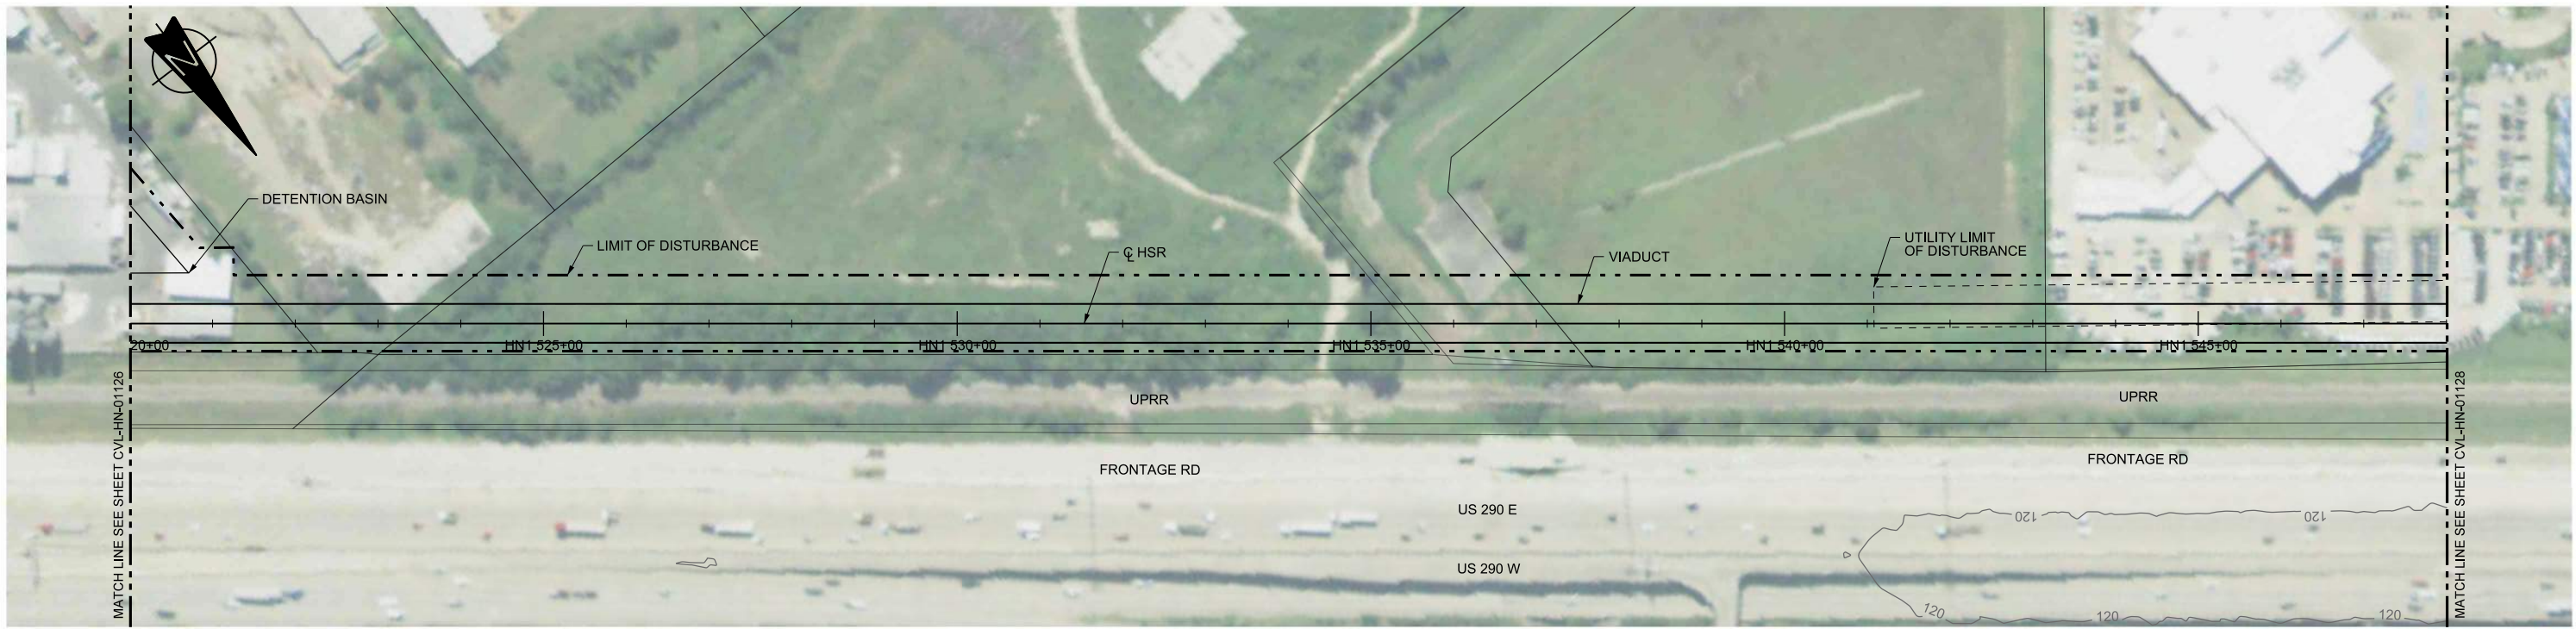 N
DETENTION BASIN
LIMIT OF DISTURBANCE
℄ HSR
VIADUCT
UTILITY LIMIT
OF DISTURBANCE
20+00
HN1 525+00
HN1 530+00
HN1 535+00
HN1 540+00
HN1 545+00
MATCH LINE SEE SHEET CVL-HN-01126
UPRR
UPRR
MATCH LINE SEE SHEET CVL-HN-01128
FRONTAGE RD
FRONTAGE RD
US 290 E
120
120
US 290 W
120
120
120